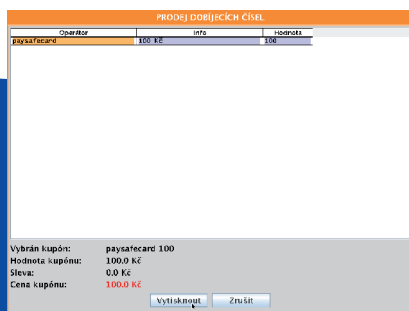 PRODEJ DOBÍJECÍCH ČÍSEL
Operátor Info Hodnota
paysafecard 100 Kč 100
Vybrán kupón: paysafecard 100
Hodnota kupónu: 100.0 Kč
Sleva: 0.0 Kč
Cena kupónu: 100.0 Kč
Vytisknout Zrušit